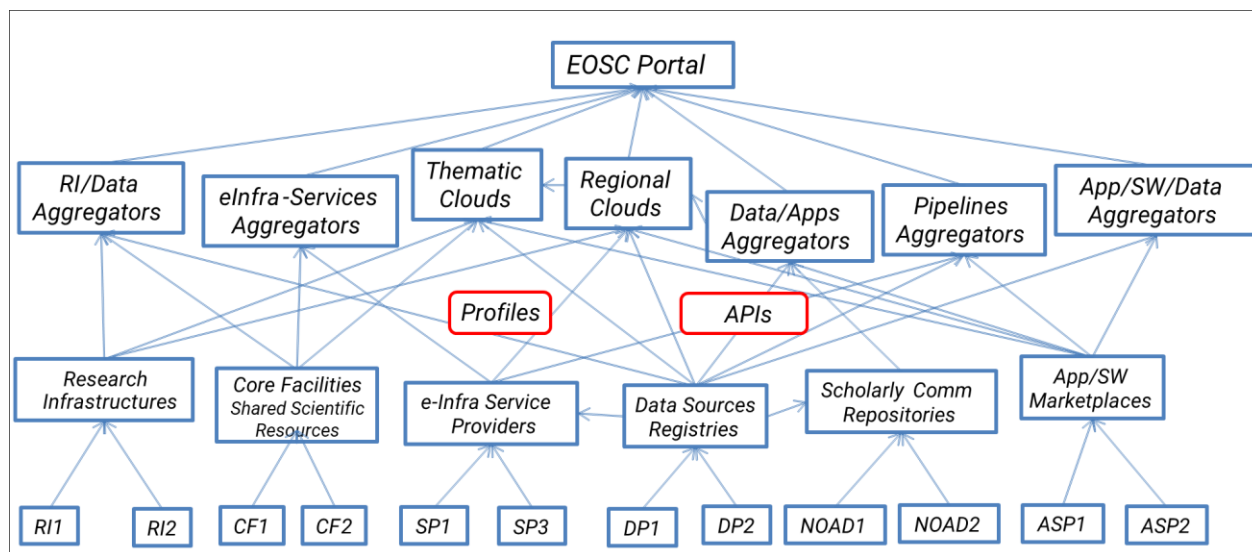 EOSC Portal
RI/Data
Aggregators
eInfra-Services
Aggregators
Thematic
Clouds
Regional
Clouds
Data/Apps
Aggregators
Pipelines
Aggregators
App/SW/Data
Aggregators
Profiles
APIs
Research
Infrastructures
Core Facilities
Shared Scientific
Resources
e-Infra Service
Providers
Data Sources
Registries
Scholarly Comm
Repositories
App/SW
Marketplaces
RI1
RI2
CF1
CF2
SP1
SP3
DP1
DP2
NOAD1
NOAD2
ASP1
ASP2